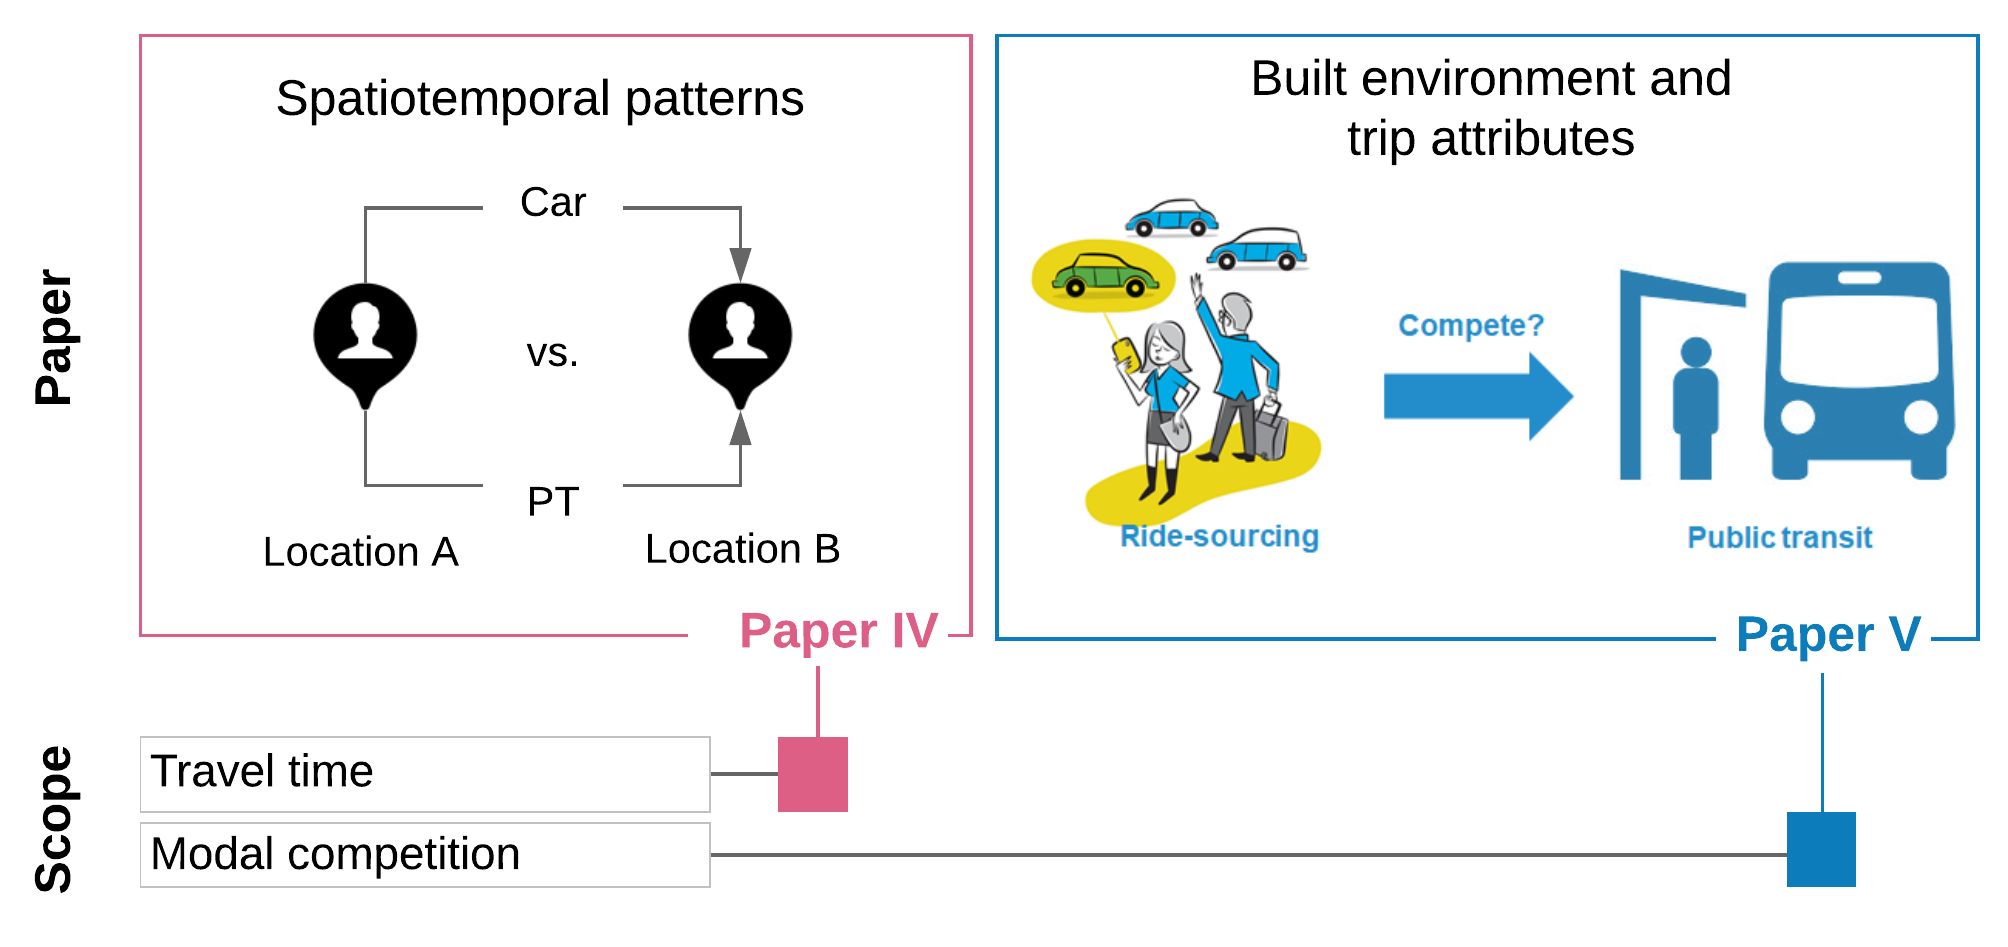 Paper
Spatiotemporal patterns
Car
vs.
PT
Location A
Location B
Paper IV
Built environment and
trip attributes
Compete?
Ride-sourcing
Public transit
Paper V
Scope
Travel time
Modal competition